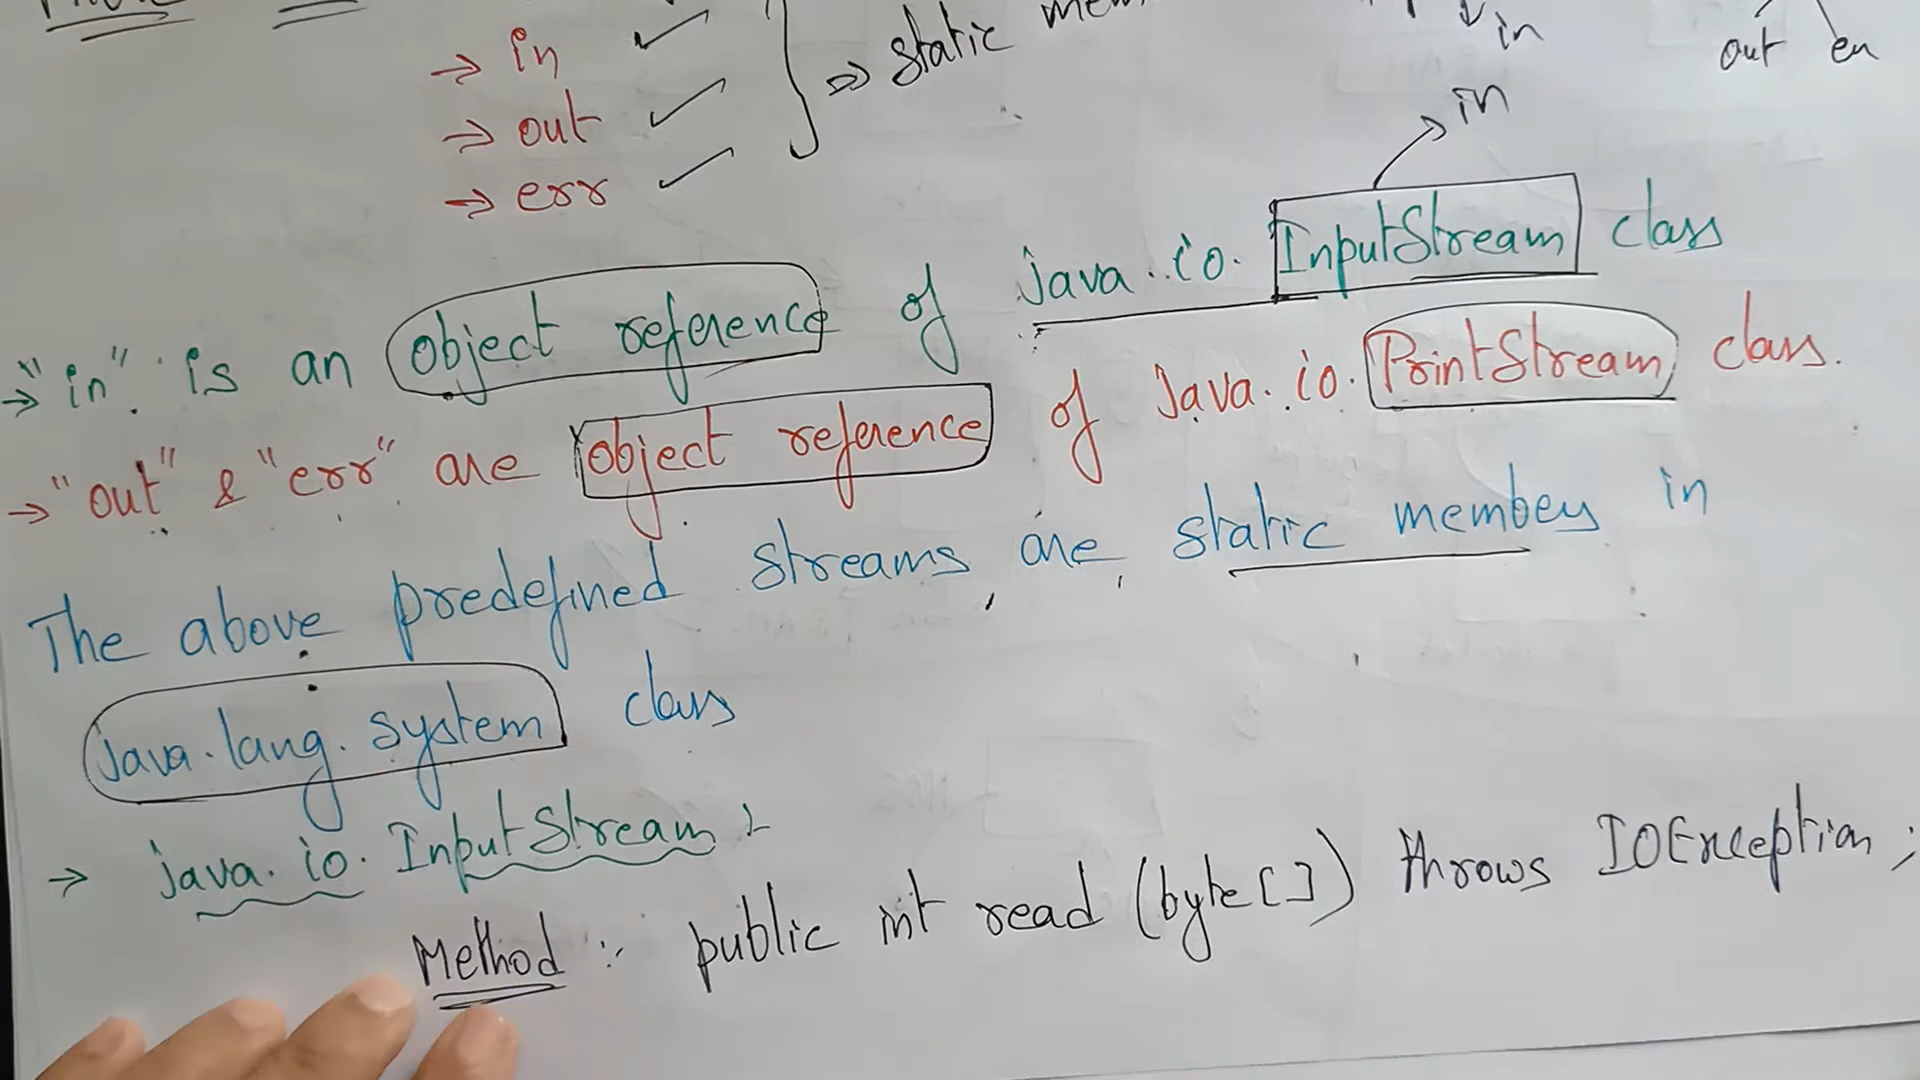 → in ✓
→ out ✓
→ err ✓
⇒ static
in
out
in
→ "in" is an object reference of java.io.InputStream class
→ "out" & "err" are object reference of Java.io.PrintStream class.
The above predefined streams are static members in
java.lang.system class
→ java.io.InputStream :-
Method :- public int read (byte[]) throws IOException;